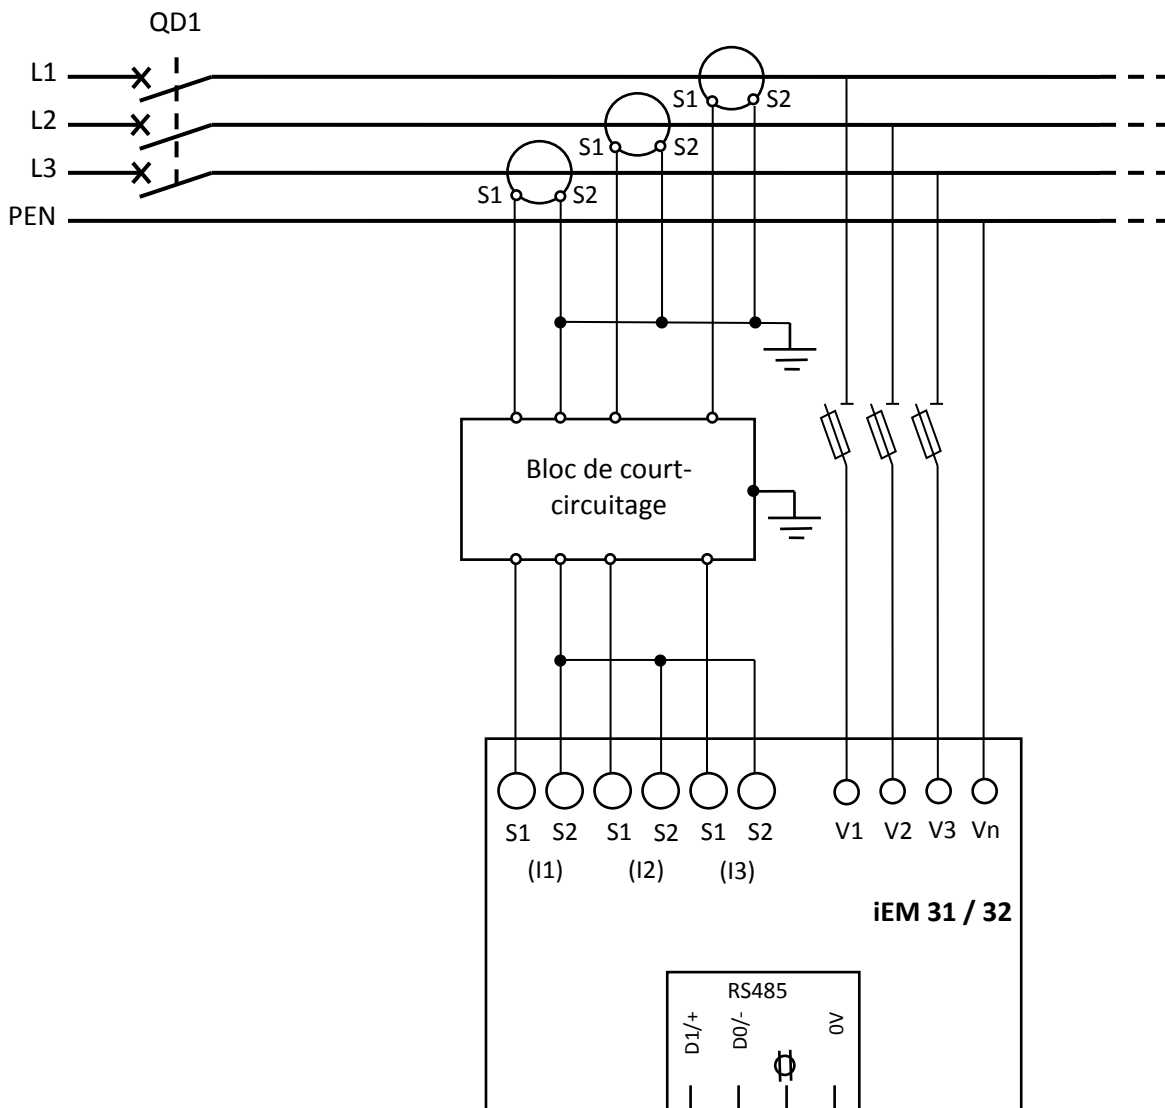 QD1
L1
S1 S2
L2
S1 S2
L3
S1 S2
PEN
Bloc de court-
circuitage
S1 S2 S1 S2 S1 S2 V1 V2 V3 Vn
(I1) (I2) (I3)
iEM 31 / 32
RS485
D1/+ D0/- 0V